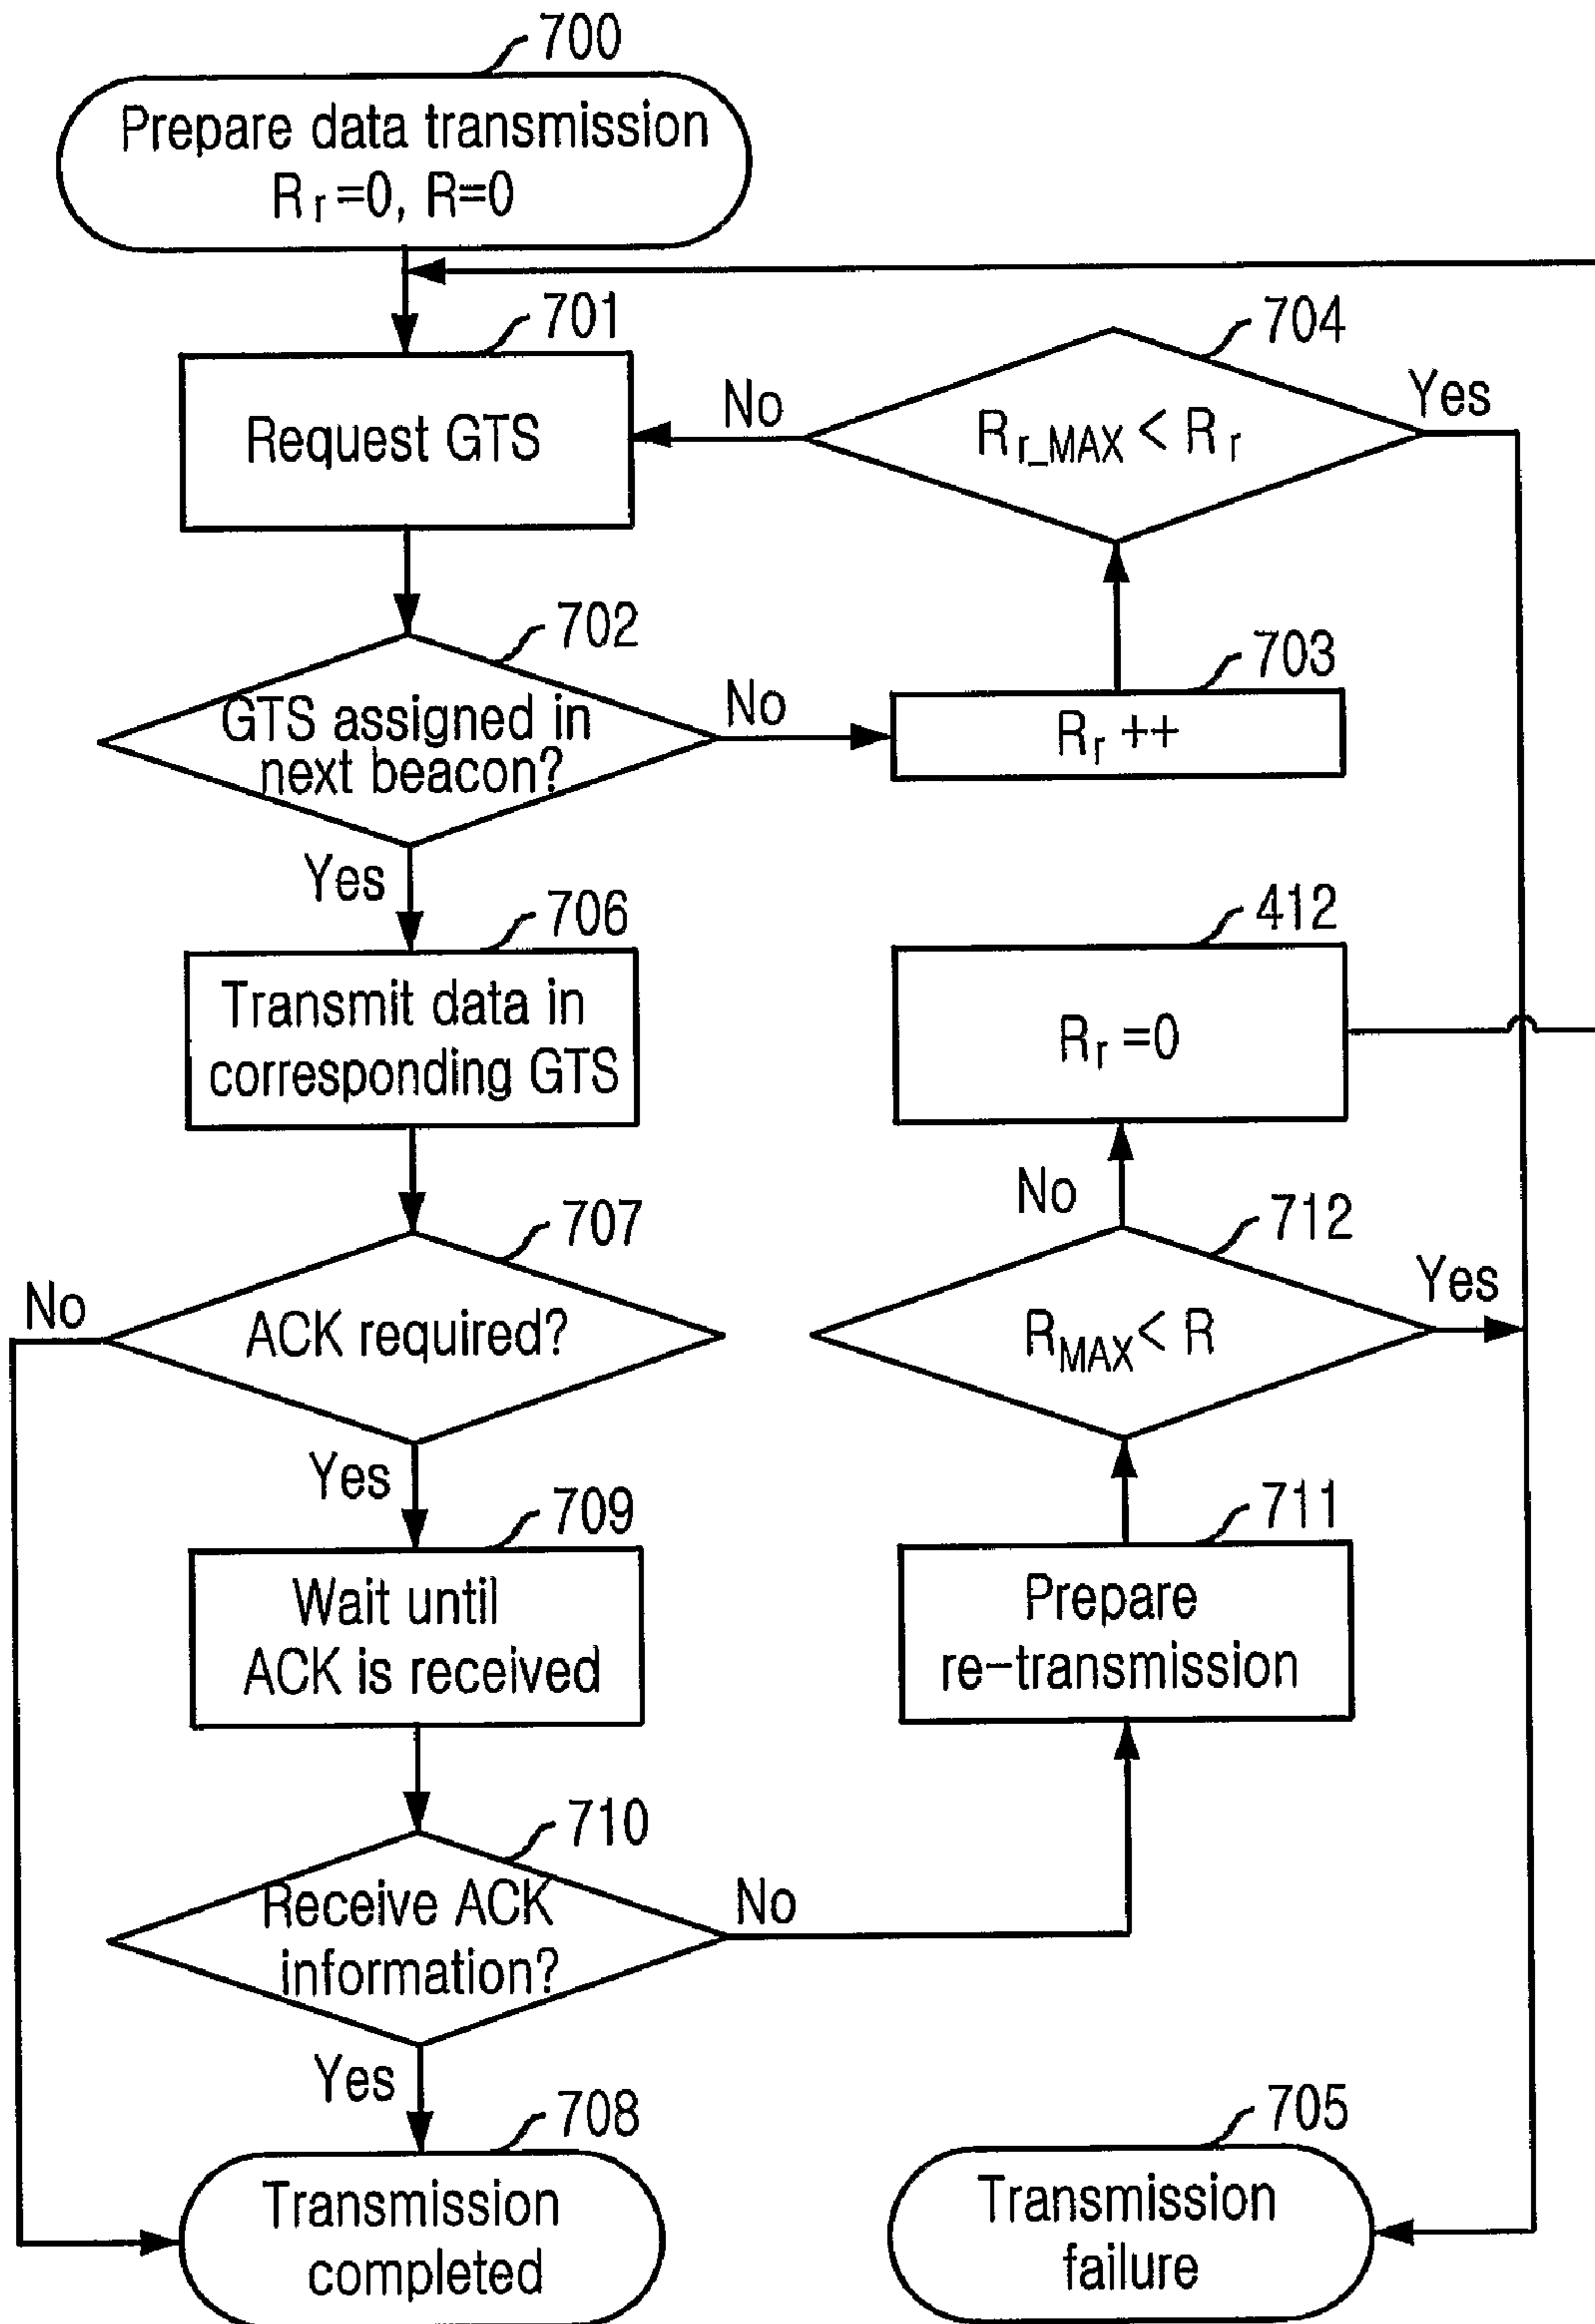 700
Prepare data transmission
Rr=0, R=0
701
Request GTS
704
Rr_MAX < Rr
No
Yes
702
GTS assigned in
next beacon?
No
Yes
703
Rr ++
706
Transmit data in
corresponding GTS
412
Rr=0
No
707
ACK required?
No
Yes
712
RMAX< R
Yes
709
Wait until
ACK is received
711
Prepare
re-transmission
710
Receive ACK
information?
No
Yes
708
Transmission
completed
705
Transmission
failure